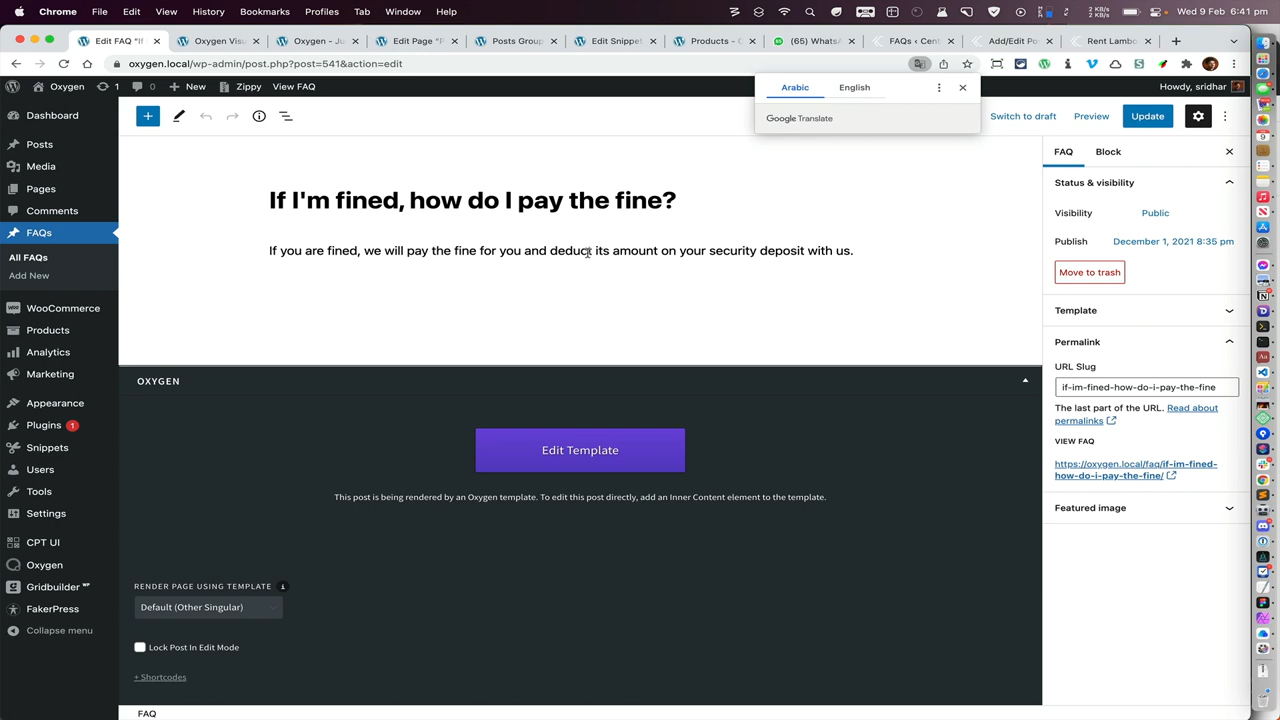 Chrome File Edit View History Bookmarks Profiles Tab Window Help
2 KB/s
2 KB/s
Wed 9 Feb 6:41 pm
Edit FAQ "If
Oxygen Visu
Oxygen – Ju
Edit Page "P
Posts Group
Edit Snippet
Products – C
(65) WhatsA
FAQs ‹ Cent
Add/Edit Po
Rent Lambo
oxygen.local/wp-admin/post.php?post=541&action=edit
Oxygen 1 0 New Zippy View FAQ
Howdy, sridhar
Arabic English
Google Translate
Switch to draft Preview Update
Dashboard
Posts
Media
Pages
Comments
FAQs
All FAQs
Add New
WooCommerce
Products
Analytics
Marketing
Appearance
Plugins 1
Snippets
Users
Tools
Settings
CPT UI
Oxygen
Gridbuilder WP
FakerPress
Collapse menu
If I'm fined, how do I pay the fine?
If you are fined, we will pay the fine for you and deduct its amount on your security deposit with us.
OXYGEN
Edit Template
This post is being rendered by an Oxygen template. To edit this post directly, add an Inner Content element to the template.
RENDER PAGE USING TEMPLATE
Default (Other Singular)
Lock Post In Edit Mode
+ Shortcodes
FAQ
FAQ Block
Status & visibility
Visibility Public
Publish December 1, 2021 8:35 pm
Move to trash
Template
Permalink
URL Slug
if-im-fined-how-do-i-pay-the-fine
The last part of the URL. Read about
permalinks
VIEW FAQ
https://oxygen.local/faq/if-im-fined-
how-do-i-pay-the-fine/
Featured image